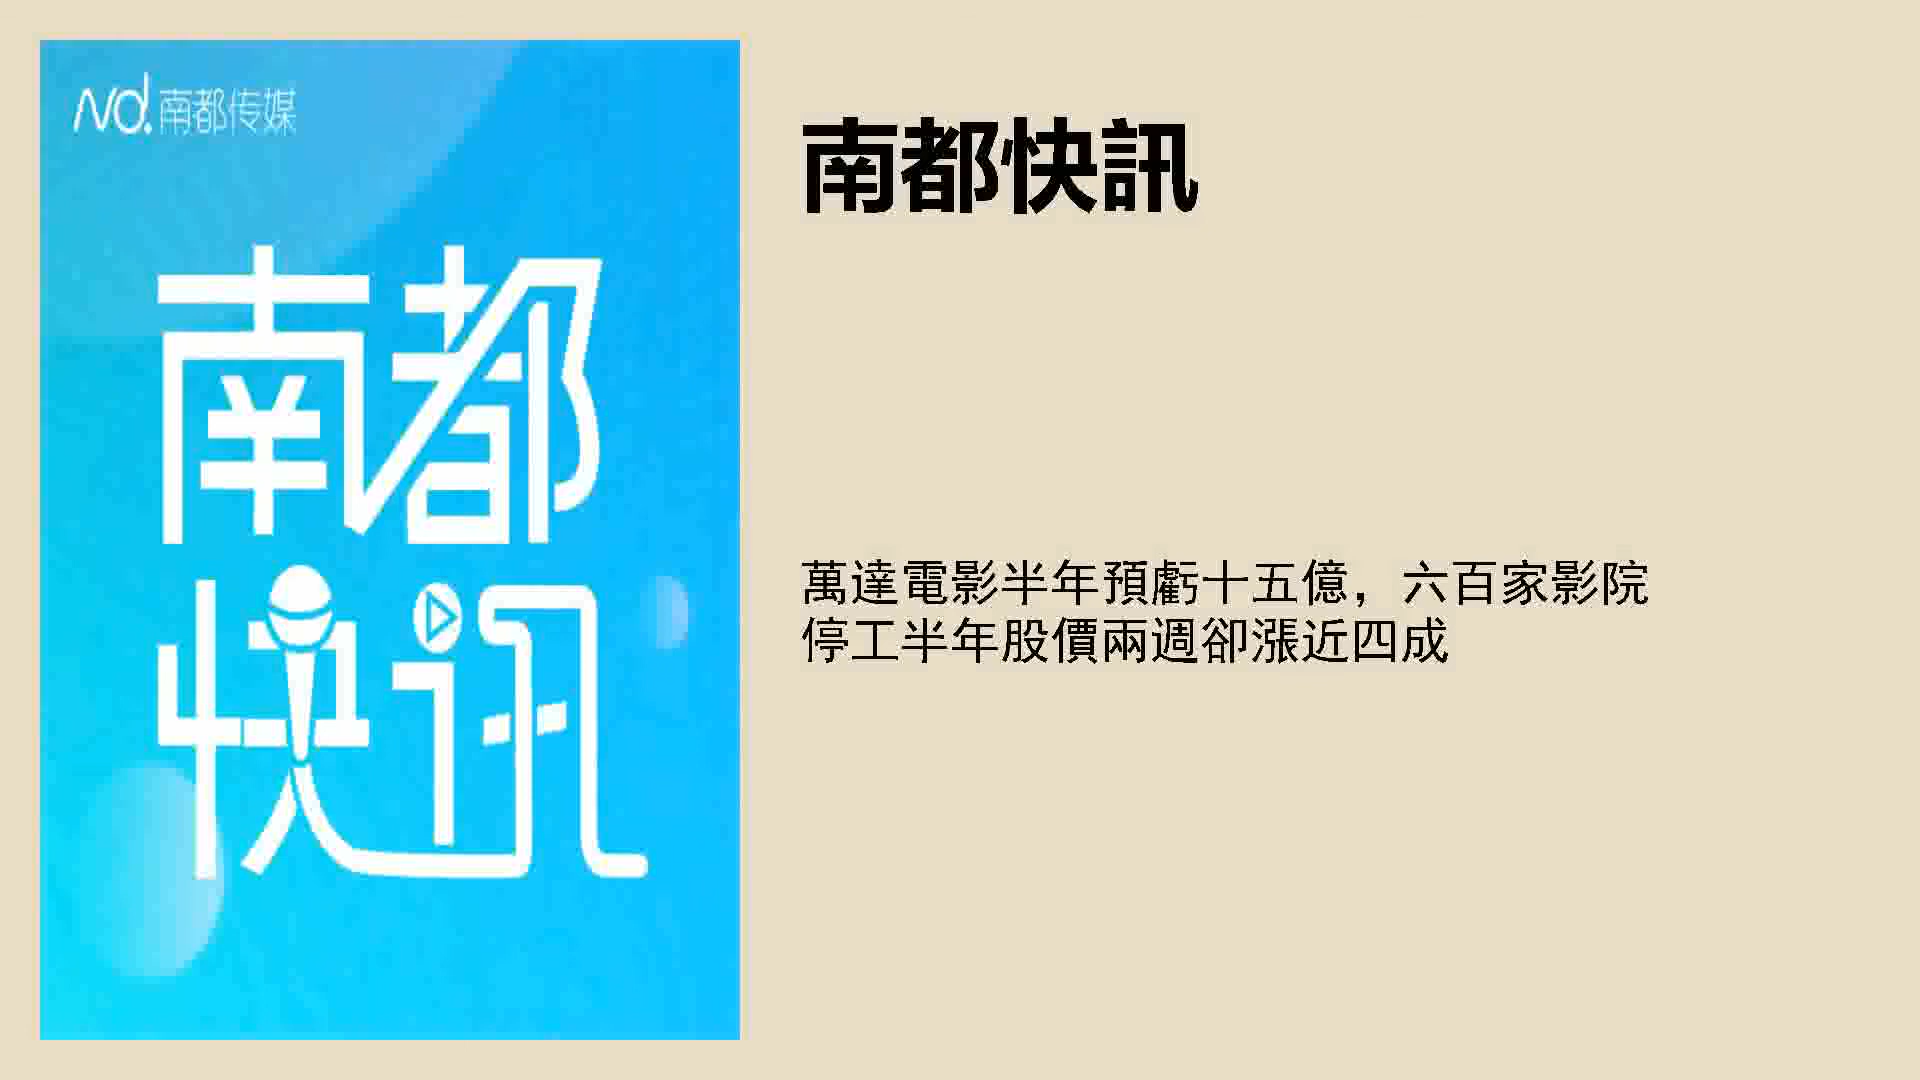 Nd.南都传媒
南都
快讯
南都快訊
萬達電影半年預虧十五億，六百家影院
停工半年股價兩週卻漲近四成